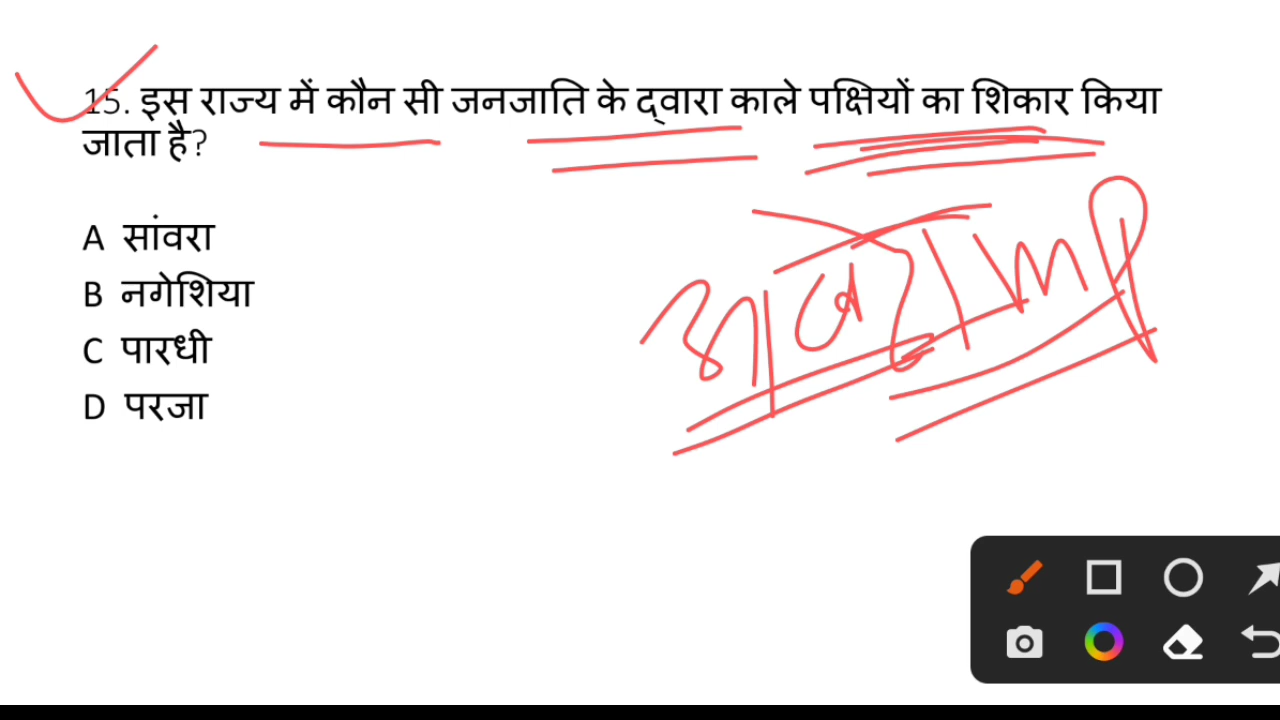 15. इस राज्य में कौन सी जनजाति के द्वारा काले पक्षियों का शिकार किया
जाता है?
A सांवरा
B नगेशिया
C पारधी
D परजा